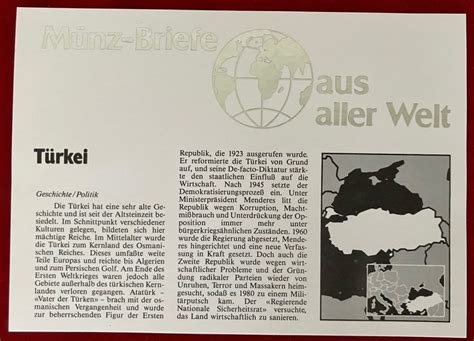 Münz-Briefe
aus
aller Welt
Türkei
Geschichte/Politik
Die Türkei hat eine sehr alte Ge-
schichte und ist seit der Altsteinzeit be-
siedelt. Im Schnittpunkt verschiedener
Kulturen gelegen, bildeten sich hier
mächtige Reiche. Im Mittelalter wurde
die Türkei zum Kernland des Osmani-
schen Reiches. Dieses umfaßte weite
Teile Europas und reichte bis Algerien
und zum Persischen Golf. Am Ende des
Ersten Weltkrieges waren jedoch alle
Gebiete außerhalb des türkischen Kern-
landes verloren gegangen. Atatürk –
«Vater der Türken» – brach mit der os-
manischen Vergangenheit und wurde
zur beherrschenden Figur der Ersten
Republik, die 1923 ausgerufen wurde.
Er reformierte die Türkei von Grund
auf, und seine De-facto-Diktatur stärk-
te den staatlichen Einfluß auf die
Wirtschaft. Nach 1945 setzte der
Demokratisierungsprozeß ein. Unter
Ministerpräsident Menderes litt die
Republik wegen Korruption, Macht-
mißbrauch und Unterdrückung der Op-
position immer mehr unter
bürgerkriegsähnlichen Zuständen. 1960
wurde die Regierung abgesetzt, Mende-
res hingerichtet und eine neue Verfas-
sung in Kraft gesetzt. Doch auch die
Zweite Republik wurde wegen wirt-
schaftlicher Probleme und der Grün-
dung radikaler Parteien wieder von
Unruhen, Terror und Massakern heim-
gesucht, sodaß es 1980 zu einem Mili-
tärputsch kam. Der «Regierende
Nationale Sicherheitsrat» versuchte,
das Land wirtschaftlich zu sanieren.